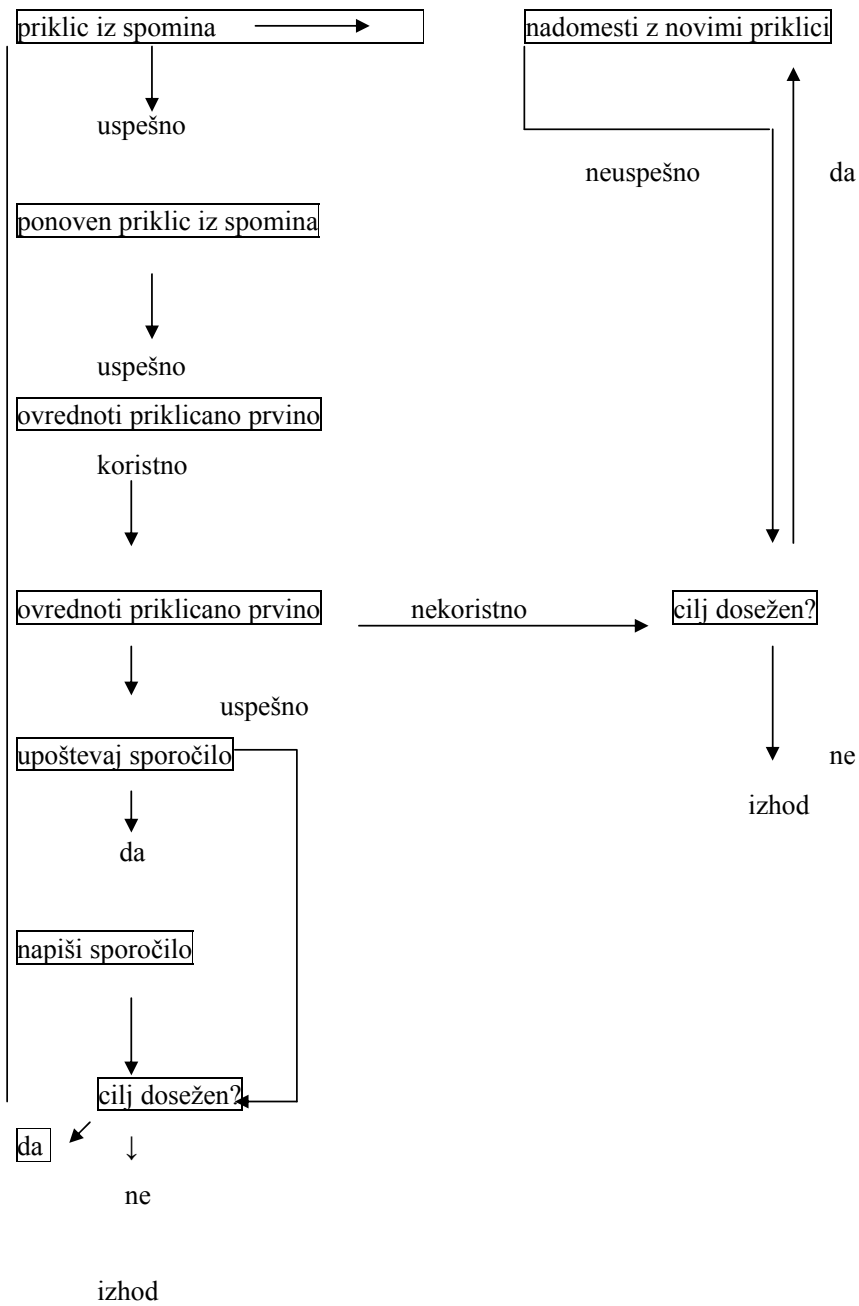 priklic iz spomina
nadomesti z novimi priklici
uspešno
neuspešno
da
ponoven priklic iz spomina
uspešno
ovrednoti priklicano prvino
koristno
ovrednoti priklicano prvino
nekoristno
cilj dosežen?
uspešno
upoštevaj sporočilo
ne
izhod
da
napiši sporočilo
cilj dosežen?
da
↓
ne
izhod